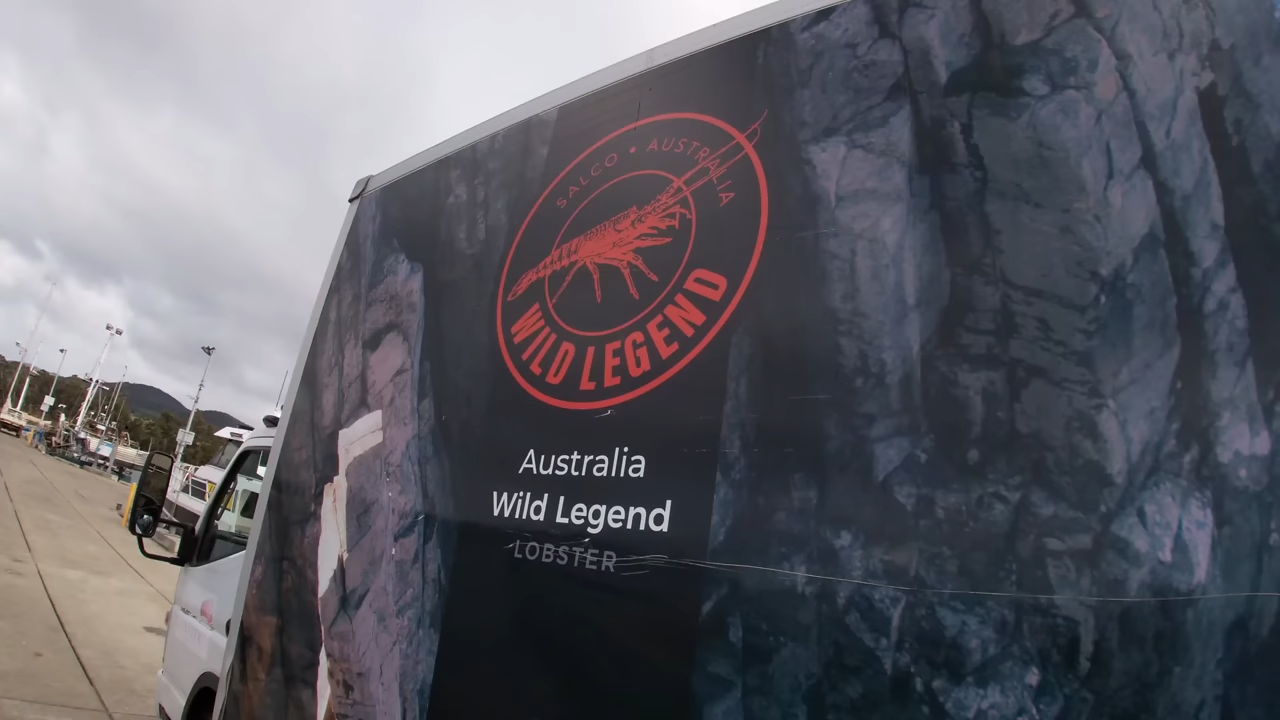 SALCO • AUSTRALIA
WILD LEGEND
Australia
Wild Legend
LOBSTER